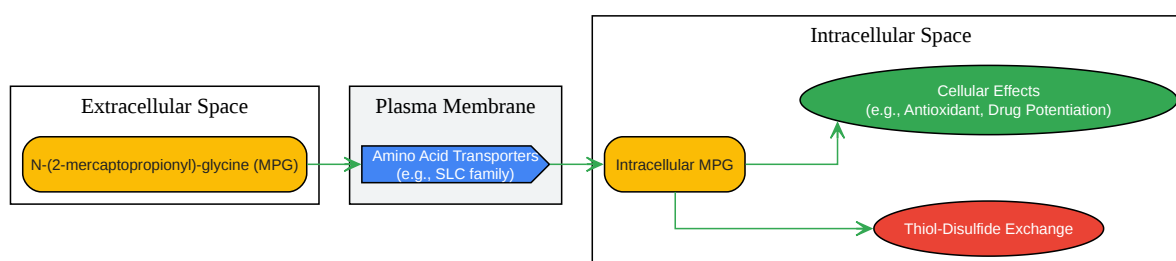 Extracellular Space
N-(2-mercaptopropionyl)-glycine (MPG)
Plasma Membrane
Amino Acid Transporters
(e.g., SLC family)
Intracellular Space
Intracellular MPG
Cellular Effects
(e.g., Antioxidant, Drug Potentiation)
Thiol-Disulfide Exchange